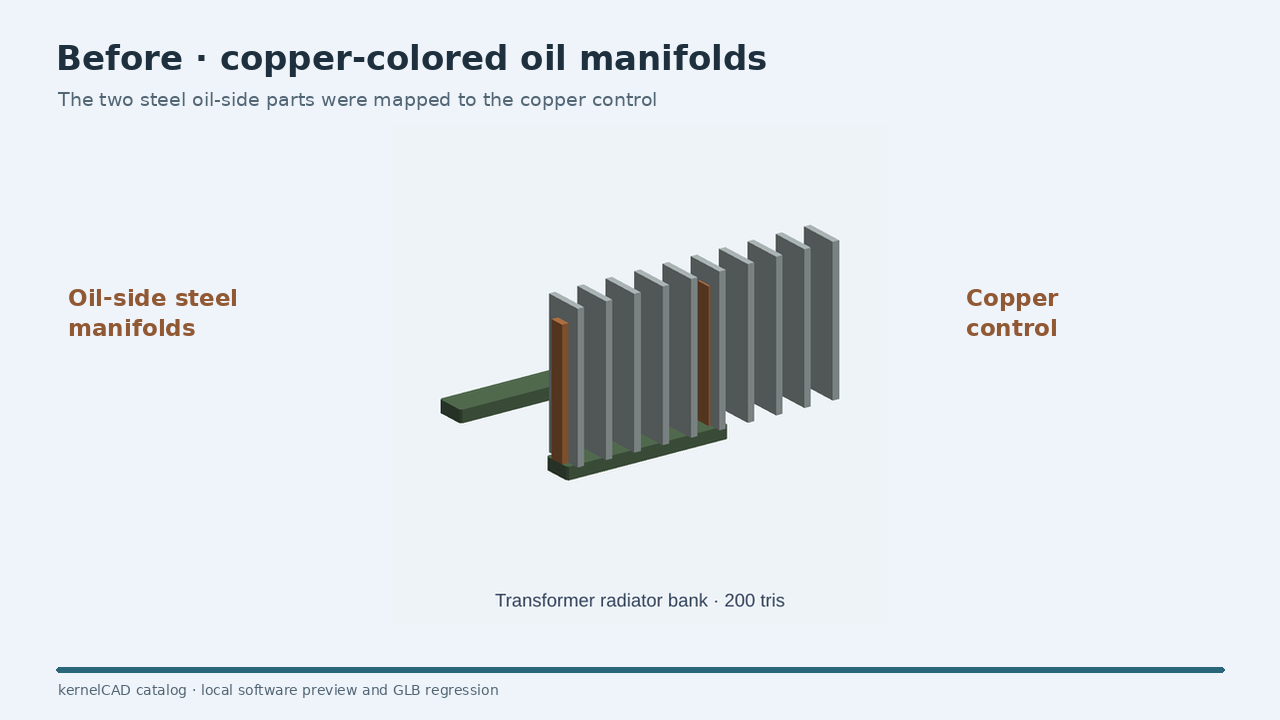 Before · copper-colored oil manifolds
The two steel oil-side parts were mapped to the copper control
Oil-side steel
manifolds
Copper
control
Transformer radiator bank · 200 tris
kernelCAD catalog · local software preview and GLB regression